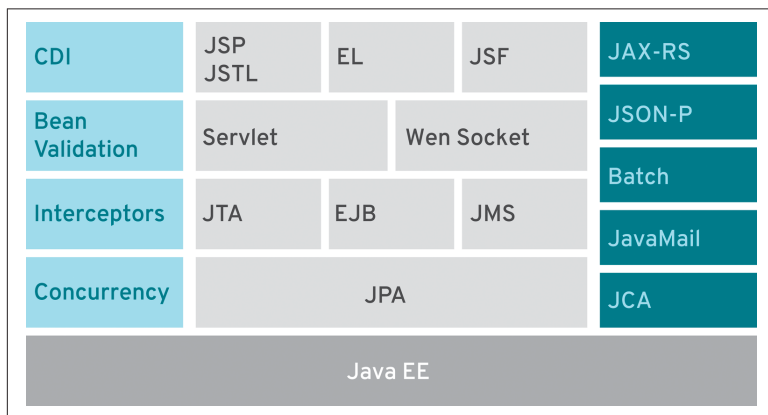 CDI
JSP
JSTL
EL
JSF
JAX-RS
Bean
Validation
Servlet
Wen Socket
JSON-P
Batch
Interceptors
JTA
EJB
JMS
JavaMail
Concurrency
JPA
JCA
Java EE